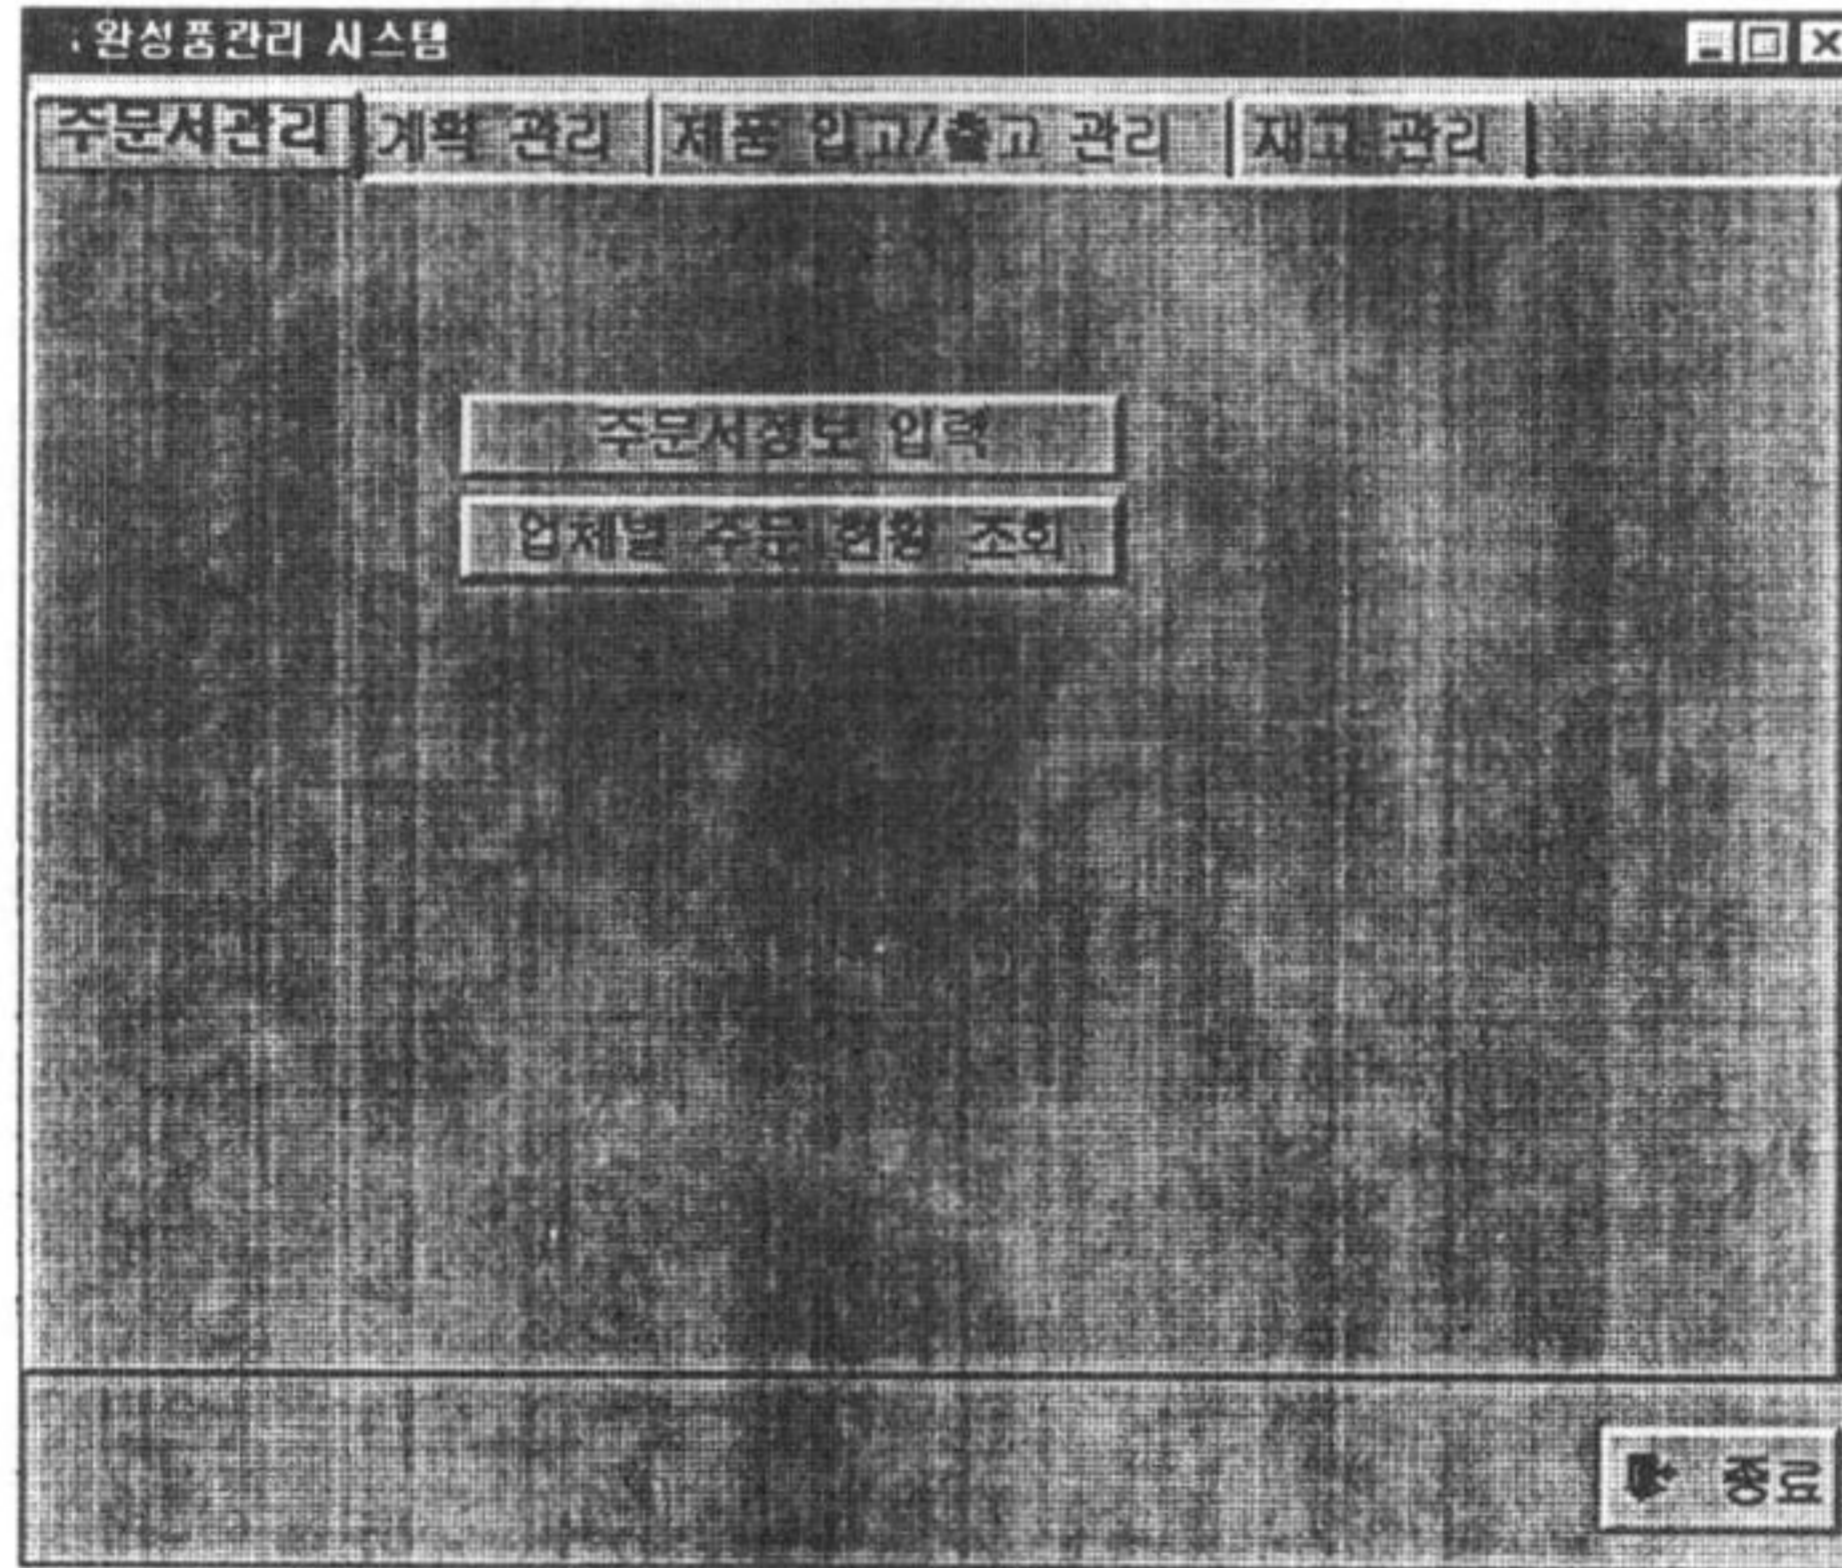 완성품관리 시스템
주문서관리 계획 관리 제품 입고/출고 관리 재고 관리
주문서정보 입력
업체별 주문 현황 조회
종료